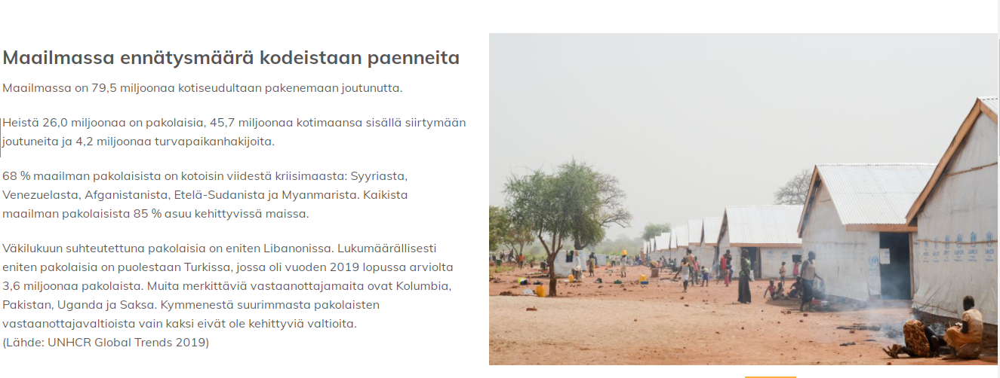 Maailmassa ennätysmäärä kodeistaan paenneita
Maailmassa on 79,5 miljoonaa kotiseudultaan pakenemaan joutunutta.
Heistä 26,0 miljoonaa on pakolaisia, 45,7 miljoonaa kotimaansa sisällä siirtymään
joutuneita ja 4,2 miljoonaa turvapaikanhakijoita.
68 % maailman pakolaisista on kotoisin viidestä kriisimaasta: Syyriasta,
Venezuelasta, Afganistanista, Etelä-Sudanista ja Myanmarista. Kaikista
maailman pakolaisista 85 % asuu kehittyvissä maissa.
Väkilukuun suhteutettuna pakolaisia on eniten Libanonissa. Lukumäärällisesti
eniten pakolaisia on puolestaan Turkissa, jossa oli vuoden 2019 lopussa arviolta
3,6 miljoonaa pakolaista. Muita merkittäviä vastaanottajamaita ovat Kolumbia,
Pakistan, Uganda ja Saksa. Kymmenestä suurimmasta pakolaisten
vastaanottajavaltioista vain kaksi eivät ole kehittyviä valtioita.
(Lähde: UNHCR Global Trends 2019)